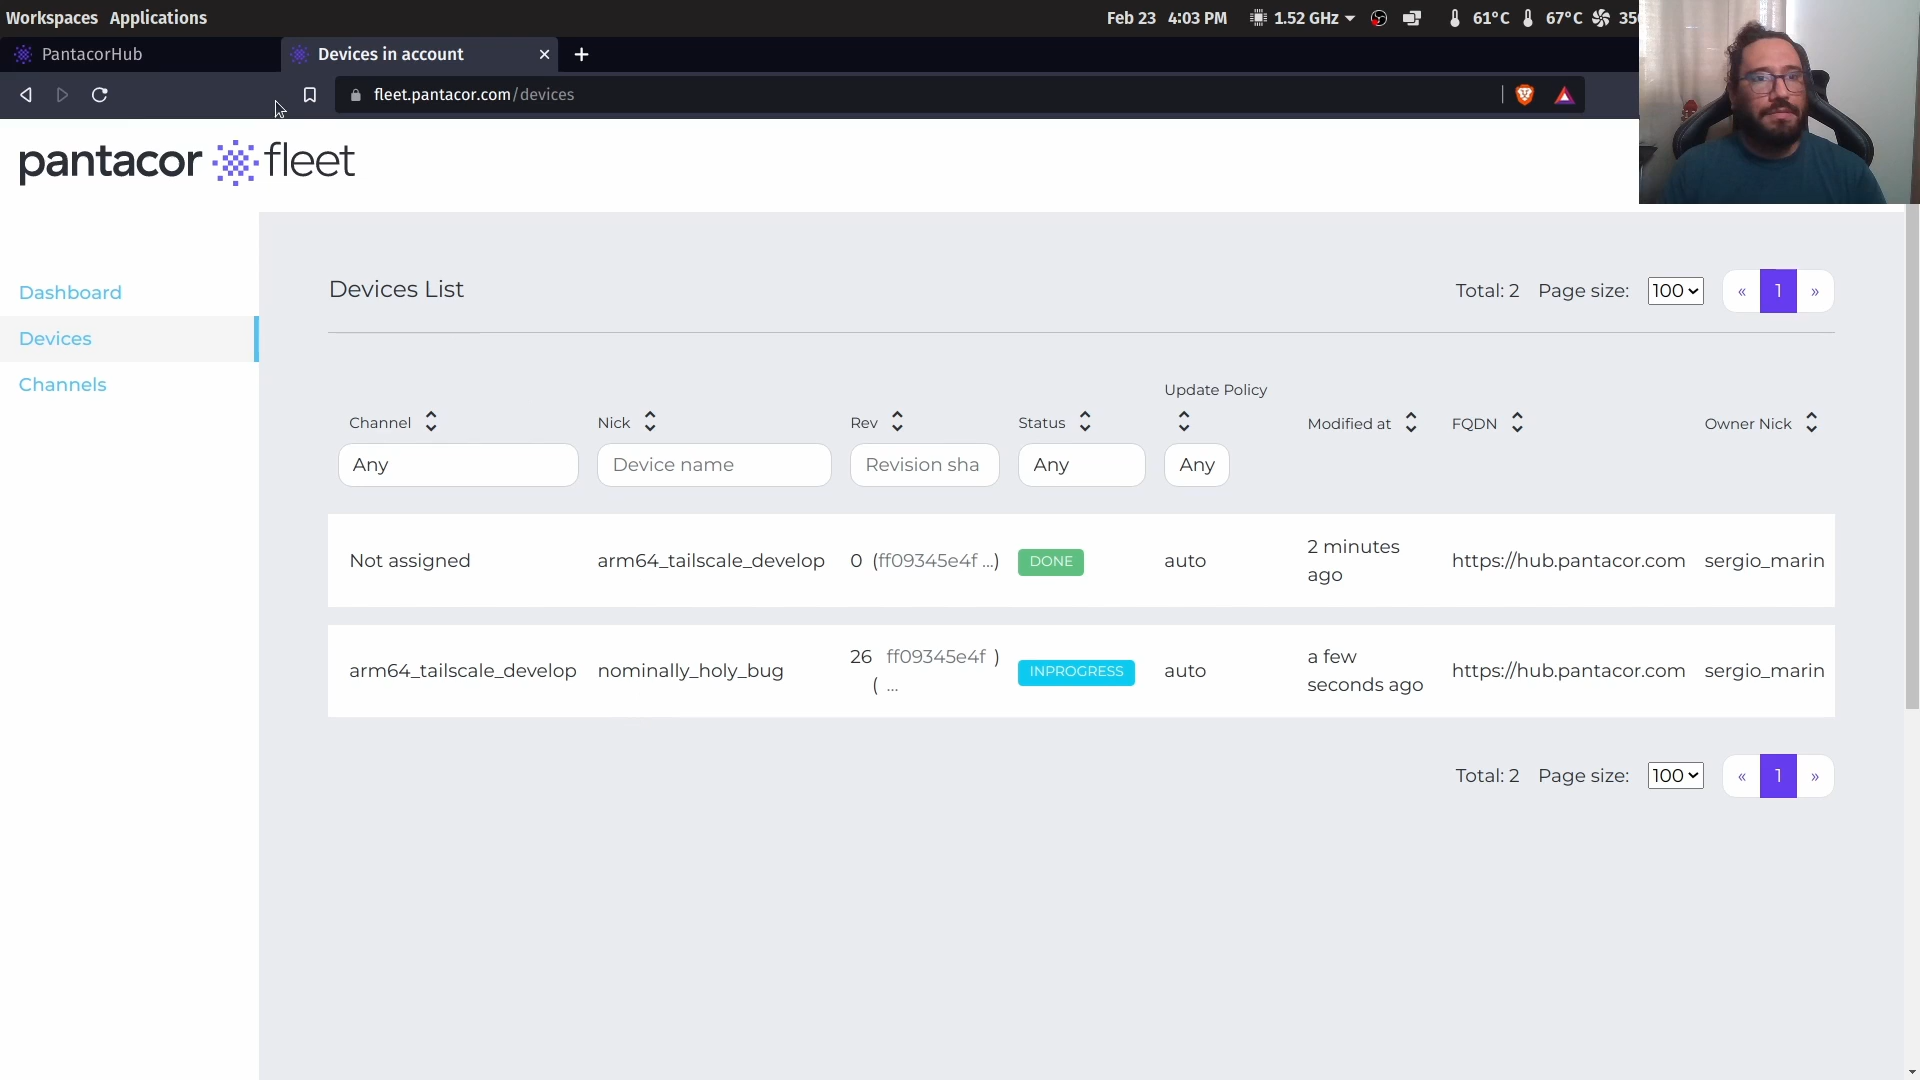 Workspaces Applications Feb 23 4:03 PM 1.52 GHz 61°C 67°C
PantacorHub Devices in account
fleet.pantacor.com/devices
pantacor fleet
Dashboard
Devices
Channels
Devices List Total: 2 Page size: 100 « 1 »
Update Policy
Channel Nick Rev Status Modified at FQDN Owner Nick
Any Device name Revision sha Any Any
Not assigned arm64_tailscale_develop 0 (ff09345e4f ...) DONE auto 2 minutes ago https://hub.pantacor.com sergio_marin
arm64_tailscale_develop nominally_holy_bug 26 ( ff09345e4f ... ) INPROGRESS auto a few seconds ago https://hub.pantacor.com sergio_marin
Total: 2 Page size: 100 « 1 »